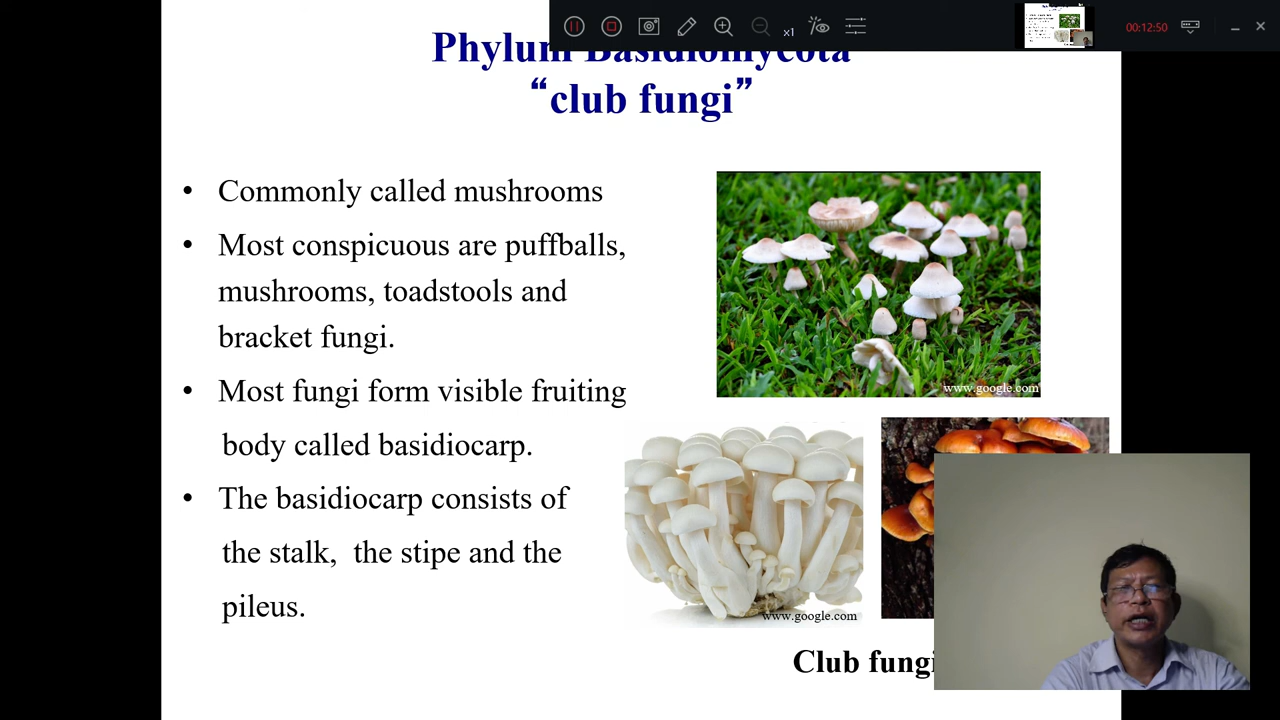 x1
00:12:50
Phylum Basidiomycota
“club fungi”
• Commonly called mushrooms
• Most conspicuous are puffballs,
mushrooms, toadstools and
bracket fungi.
• Most fungi form visible fruiting
body called basidiocarp.
• The basidiocarp consists of
the stalk, the stipe and the
pileus.
www.google.com
www.google.com
Club fungi